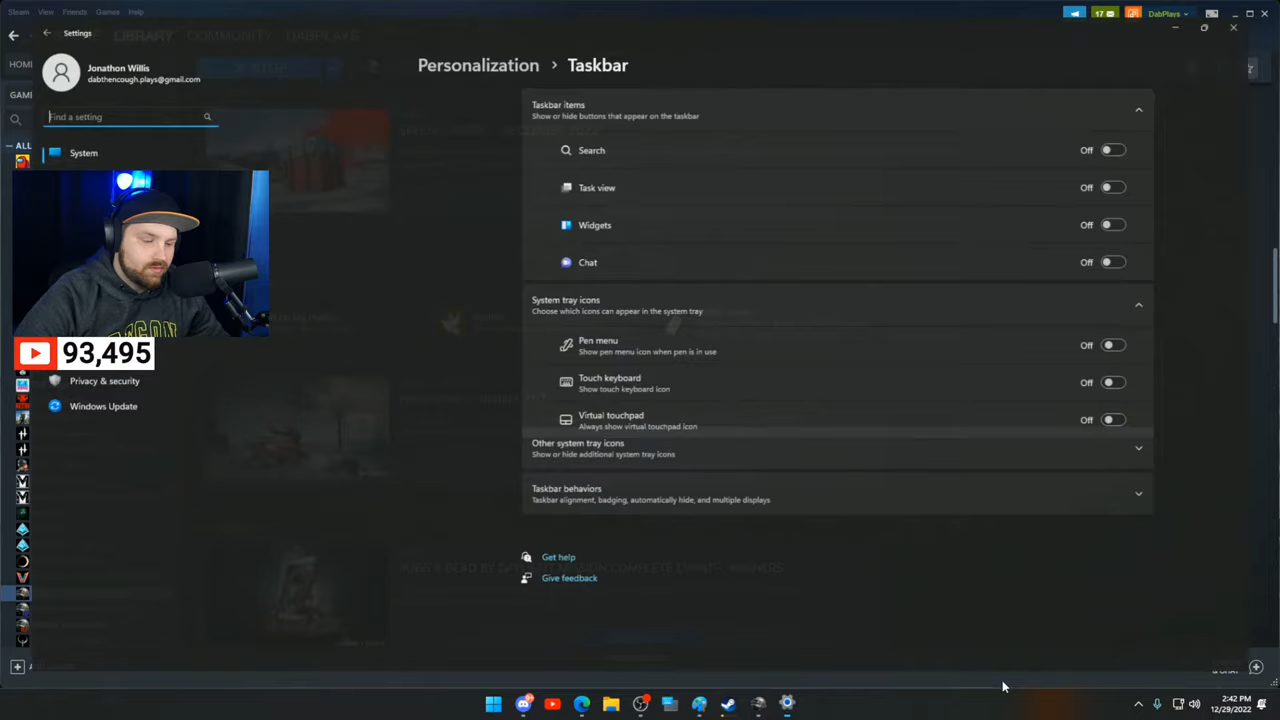 Steam View Friends Games Help
17
DabPlays
Settings
LIBRARY COMMUNITY DABPLAYS
HOME
Jonathon Willis
dabthencough.plays@gmail.com
Personalization > Taskbar
Find a setting
System
Taskbar items
Show or hide buttons that appear on the taskbar
Search Off
Task view Off
Widgets Off
Chat Off
System tray icons
Choose which icons can appear in the system tray
Pen menu
Show pen menu icon when pen is in use
Off
Touch keyboard
Show touch keyboard icon
Off
Virtual touchpad
Always show virtual touchpad icon
Off
93,495
Privacy & security
Windows Update
Other system tray icons
Show or hide additional system tray icons
Taskbar behaviors
Taskbar alignment, badging, automatically hide, and multiple displays
Get help
Give feedback
2:42 PM
12/29/2022